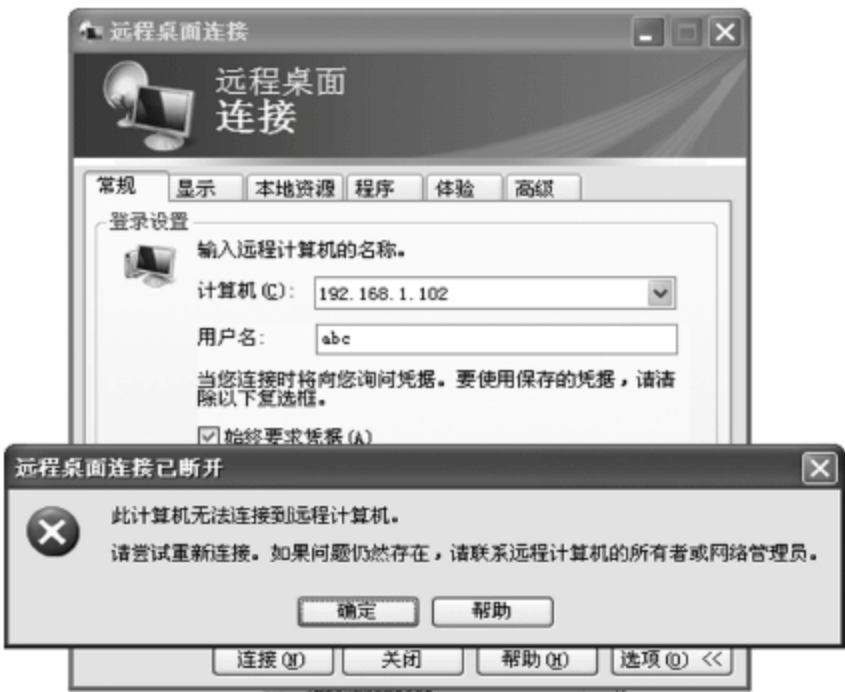 远程桌面连接
远程桌面
连接
常规 显示 本地资源 程序 体验 高级
登录设置
输入远程计算机的名称。
计算机(C): 192.168.1.102
用户名: abc
当您连接时将向您询问凭据。要使用保存的凭据，请清
除以下复选框。
始终要求凭据(A)
远程桌面连接已断开
此计算机无法连接到远程计算机。
请尝试重新连接。如果问题仍然存在，请联系远程计算机的所有者或网络管理员。
确定 帮助
连接(N) 关闭 帮助(H) 选项(O) <<